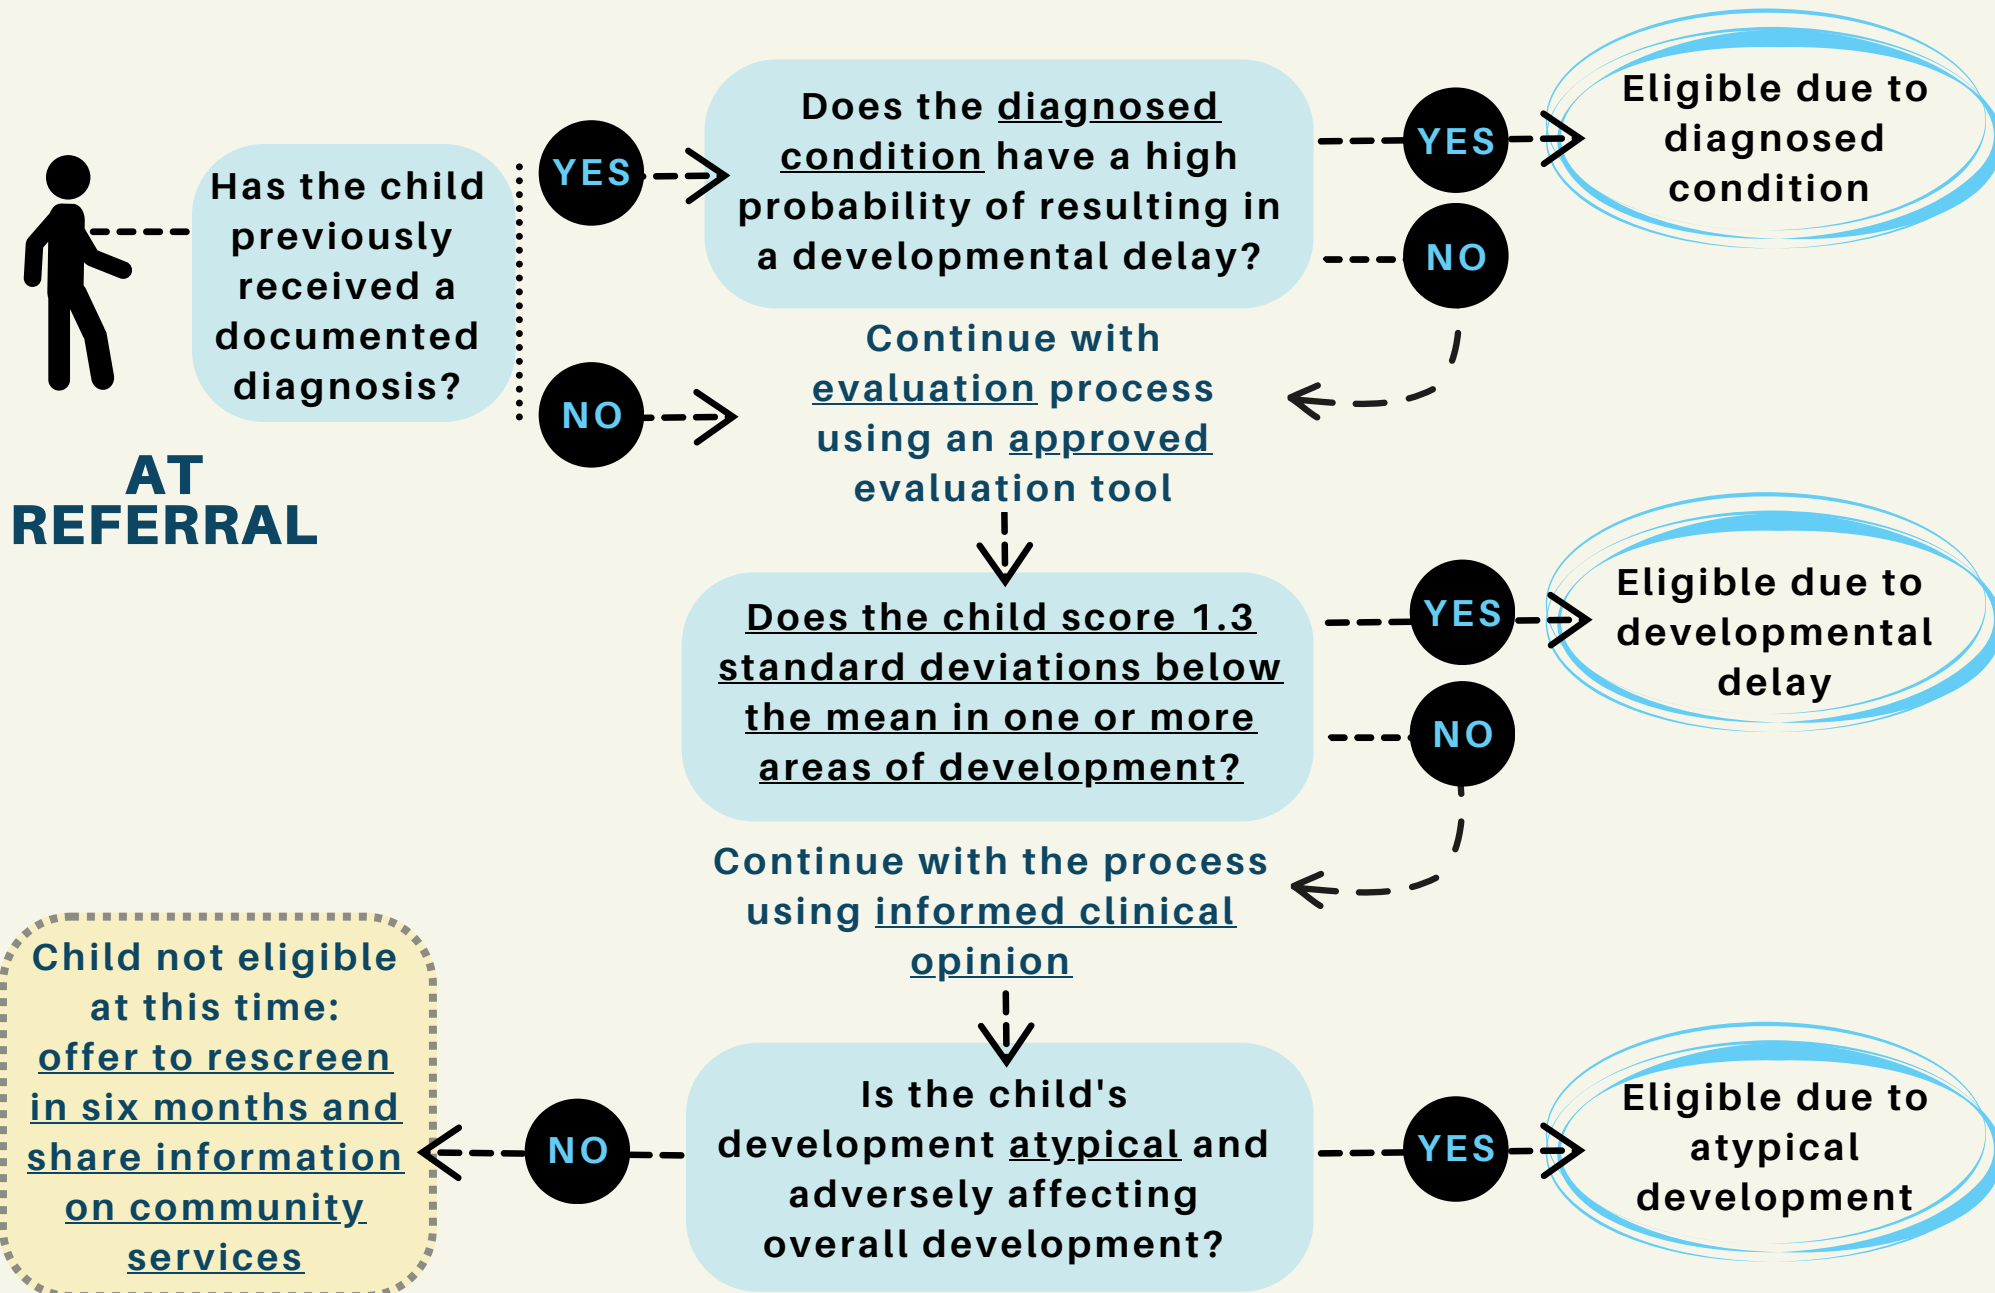 Has the child
previously
received a
documented
diagnosis?
AT
REFERRAL
YES
NO
Does the diagnosed
condition have a high
probability of resulting in
a developmental delay?
YES
NO
Eligible due to
diagnosed
condition
Continue with
evaluation process
using an approved
evaluation tool
Does the child score 1.3
standard deviations below
the mean in one or more
areas of development?
YES
NO
Eligible due to
developmental
delay
Continue with the process
using informed clinical
opinion
Is the child's
development atypical and
adversely affecting
overall development?
YES
Eligible due to
atypical
development
NO
Child not eligible
at this time:
offer to rescreen
in six months and
share information
on community
services